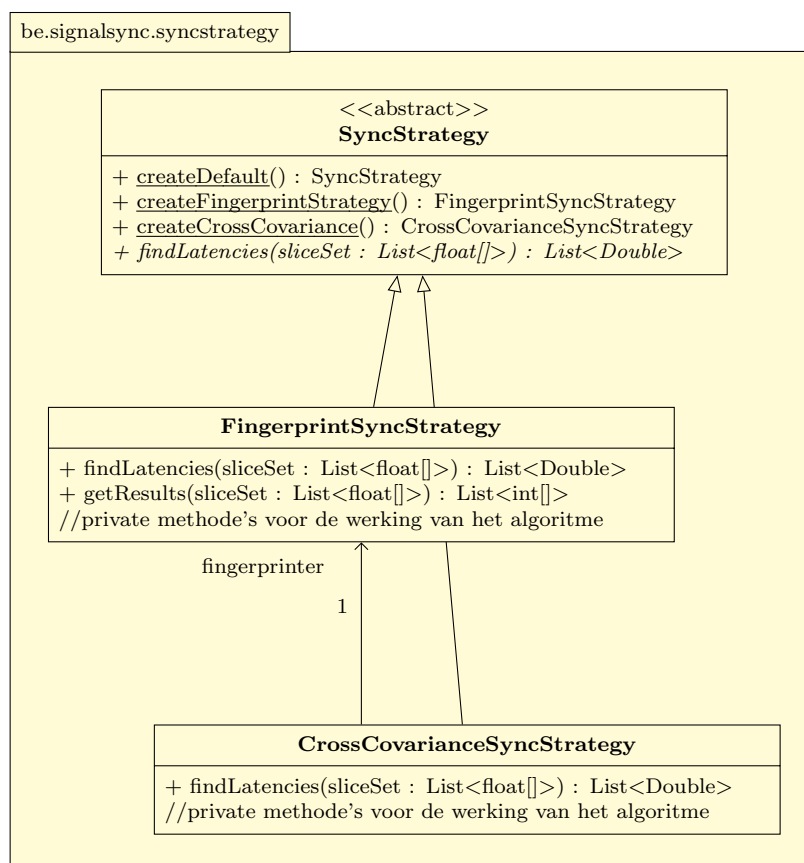 be.signalsync.syncstrategy
<<abstract>>
SyncStrategy
+ createDefault() : SyncStrategy
+ createFingerprintStrategy() : FingerprintSyncStrategy
+ createCrossCovariance() : CrossCovarianceSyncStrategy
+ findLatencies(sliceSet : List<float[]>) : List<Double>
FingerprintSyncStrategy
+ findLatencies(sliceSet : List<float[]>) : List<Double>
+ getResults(sliceSet : List<float[]>) : List<int[]>
//private methode's voor de werking van het algoritme
fingerprinter
1
CrossCovarianceSyncStrategy
+ findLatencies(sliceSet : List<float[]>) : List<Double>
//private methode's voor de werking van het algoritme